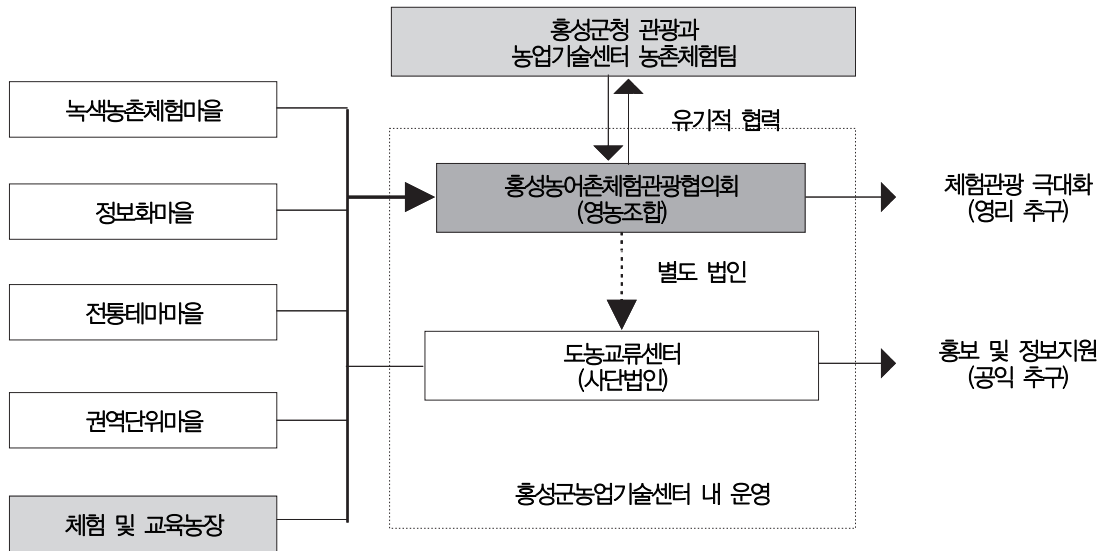 홍성군청 관광과
농업기술센터 농촌체험팀
녹색농촌체험마을
유기적 협력
홍성농어촌체험관광협의회
(영농조합)
체험관광 극대화
(영리 추구)
정보화마을
별도 법인
전통테마마을
도농교류센터
(사단법인)
홍보 및 정보지원
(공익 추구)
권역단위마을
홍성군농업기술센터 내 운영
체험 및 교육농장